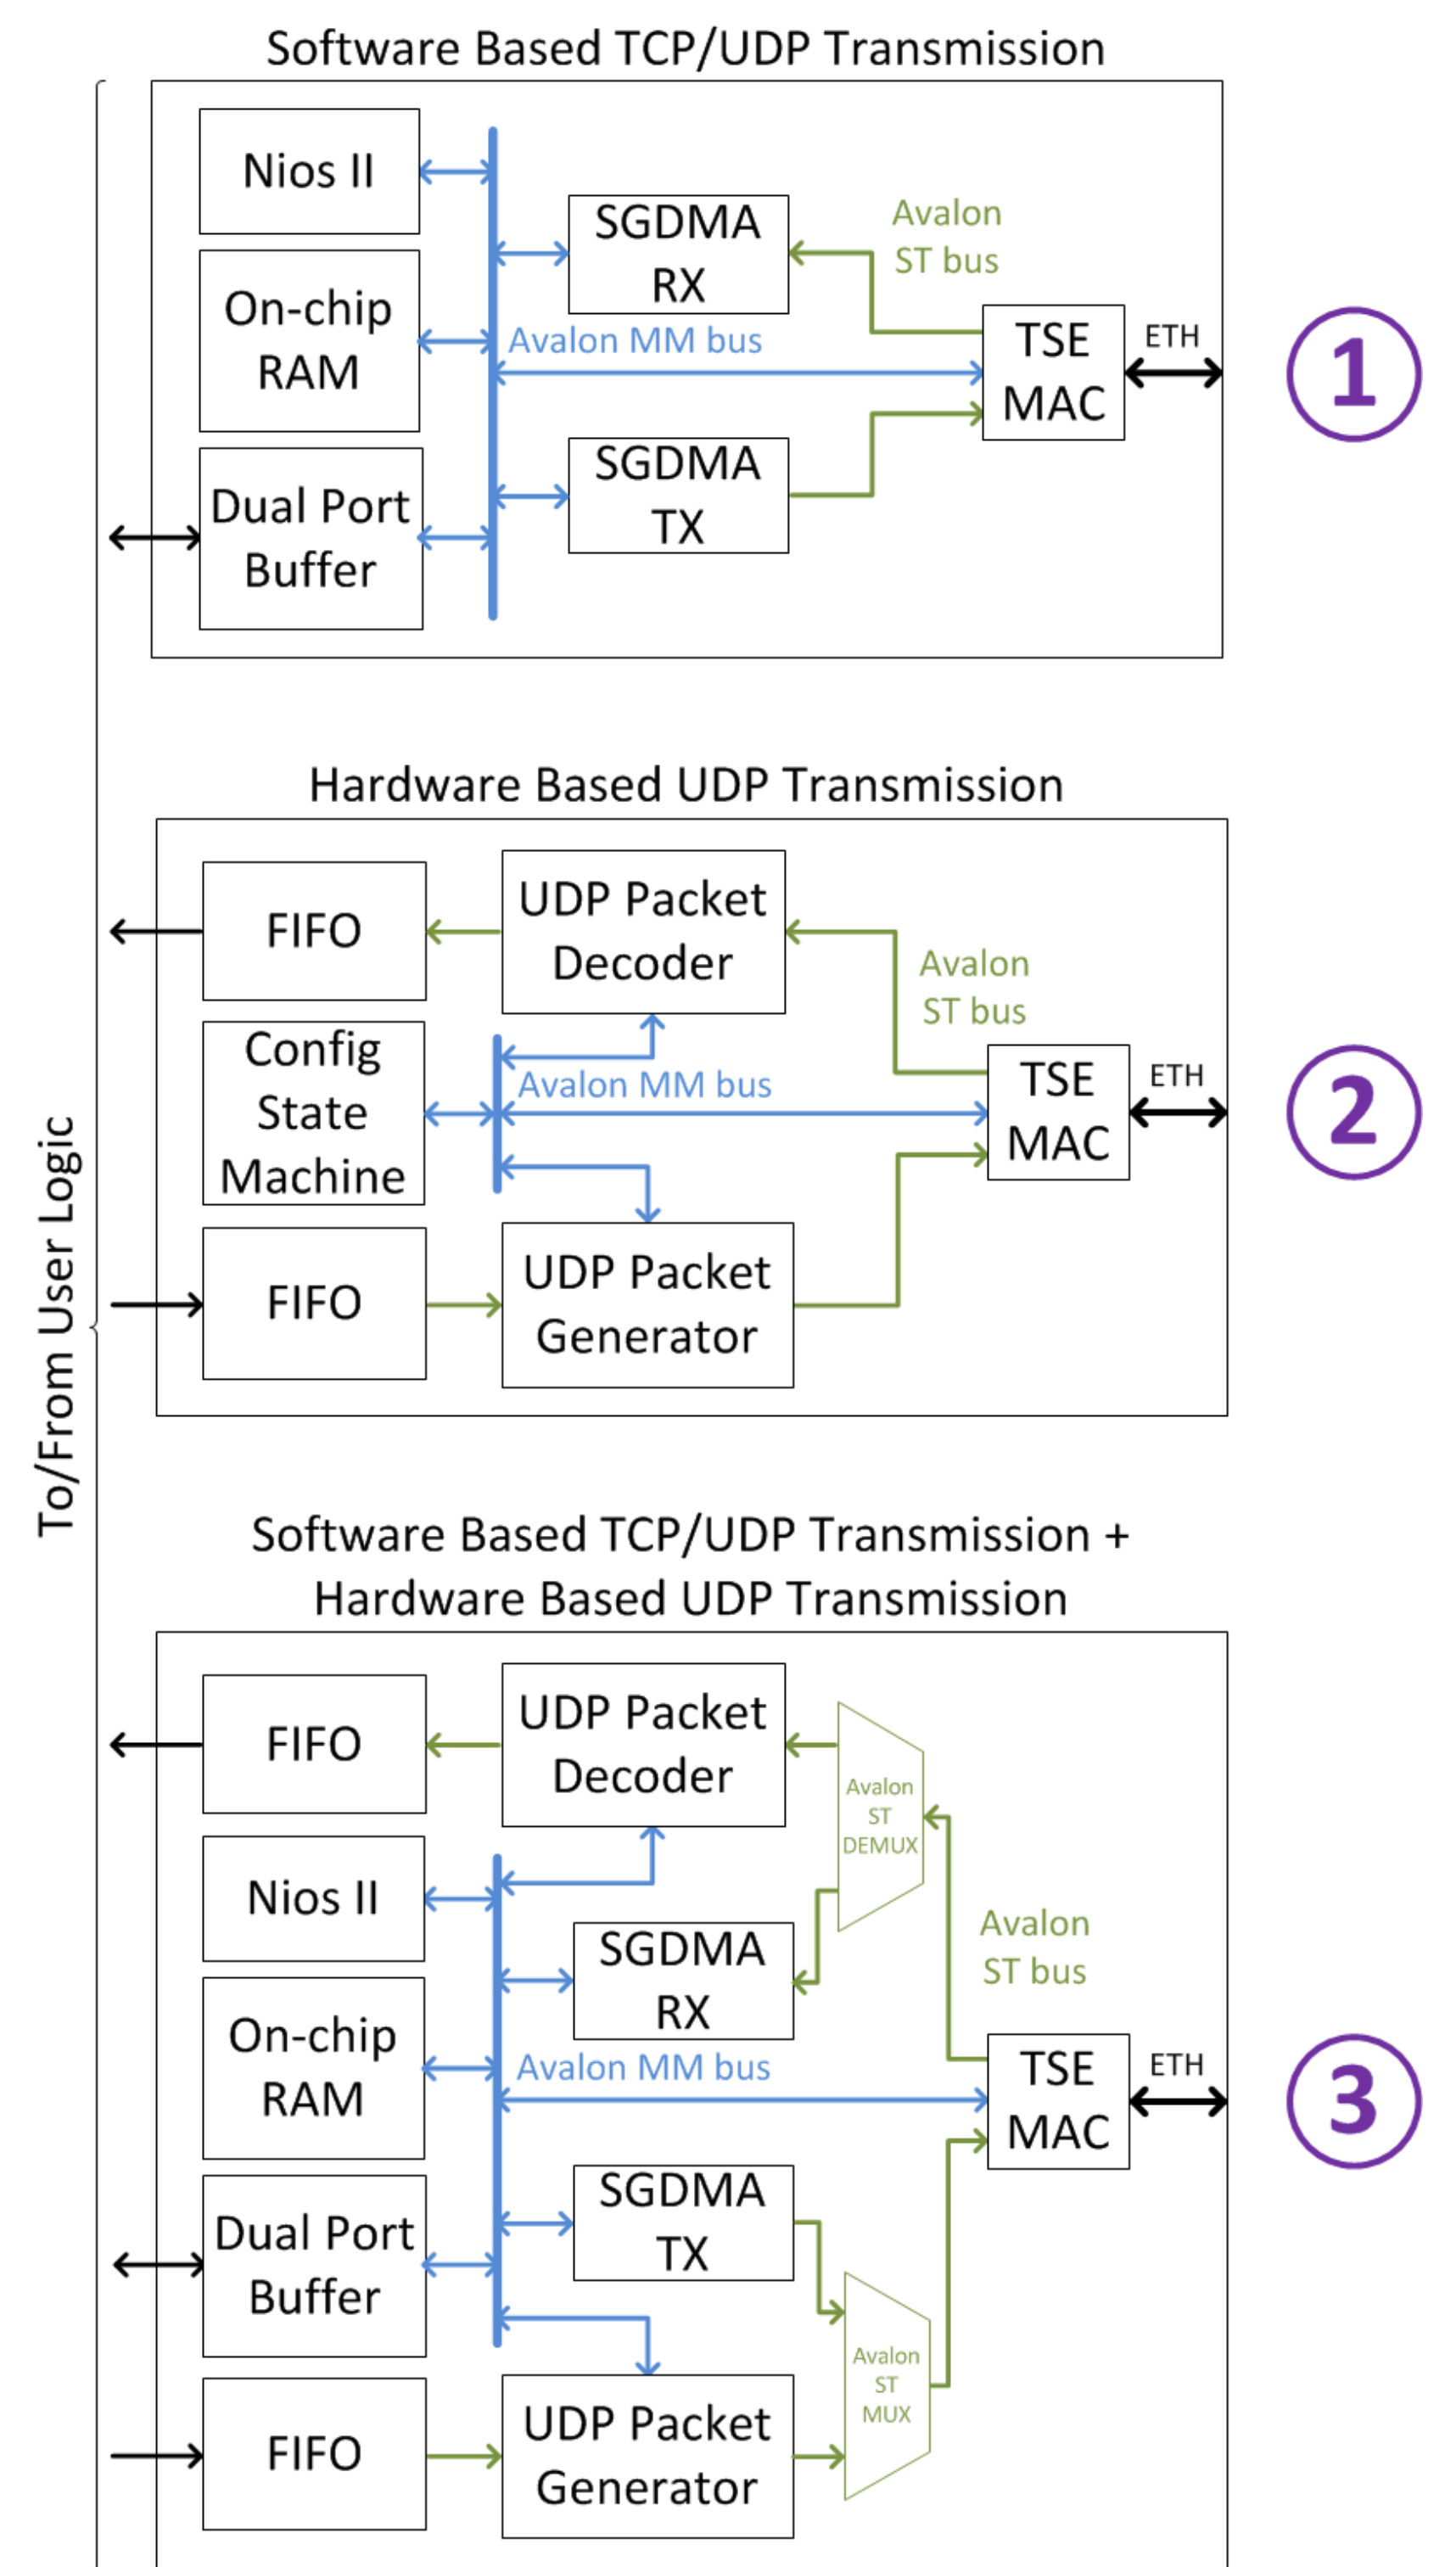 Software Based TCP/UDP Transmission
Nios II
SGDMA
RX
Avalon
ST bus
On-chip
RAM
Avalon MM bus
TSE
MAC
ETH
1
Dual Port
Buffer
SGDMA
TX
To/From User Logic
Hardware Based UDP Transmission
FIFO
UDP Packet
Decoder
Avalon
ST bus
Config
State
Machine
Avalon MM bus
TSE
MAC
ETH
2
FIFO
UDP Packet
Generator
Software Based TCP/UDP Transmission +
Hardware Based UDP Transmission
FIFO
UDP Packet
Decoder
Avalon
ST
DEMUX
Nios II
SGDMA
RX
Avalon
ST bus
On-chip
RAM
Avalon MM bus
TSE
MAC
ETH
3
Dual Port
Buffer
SGDMA
TX
Avalon
ST
MUX
FIFO
UDP Packet
Generator